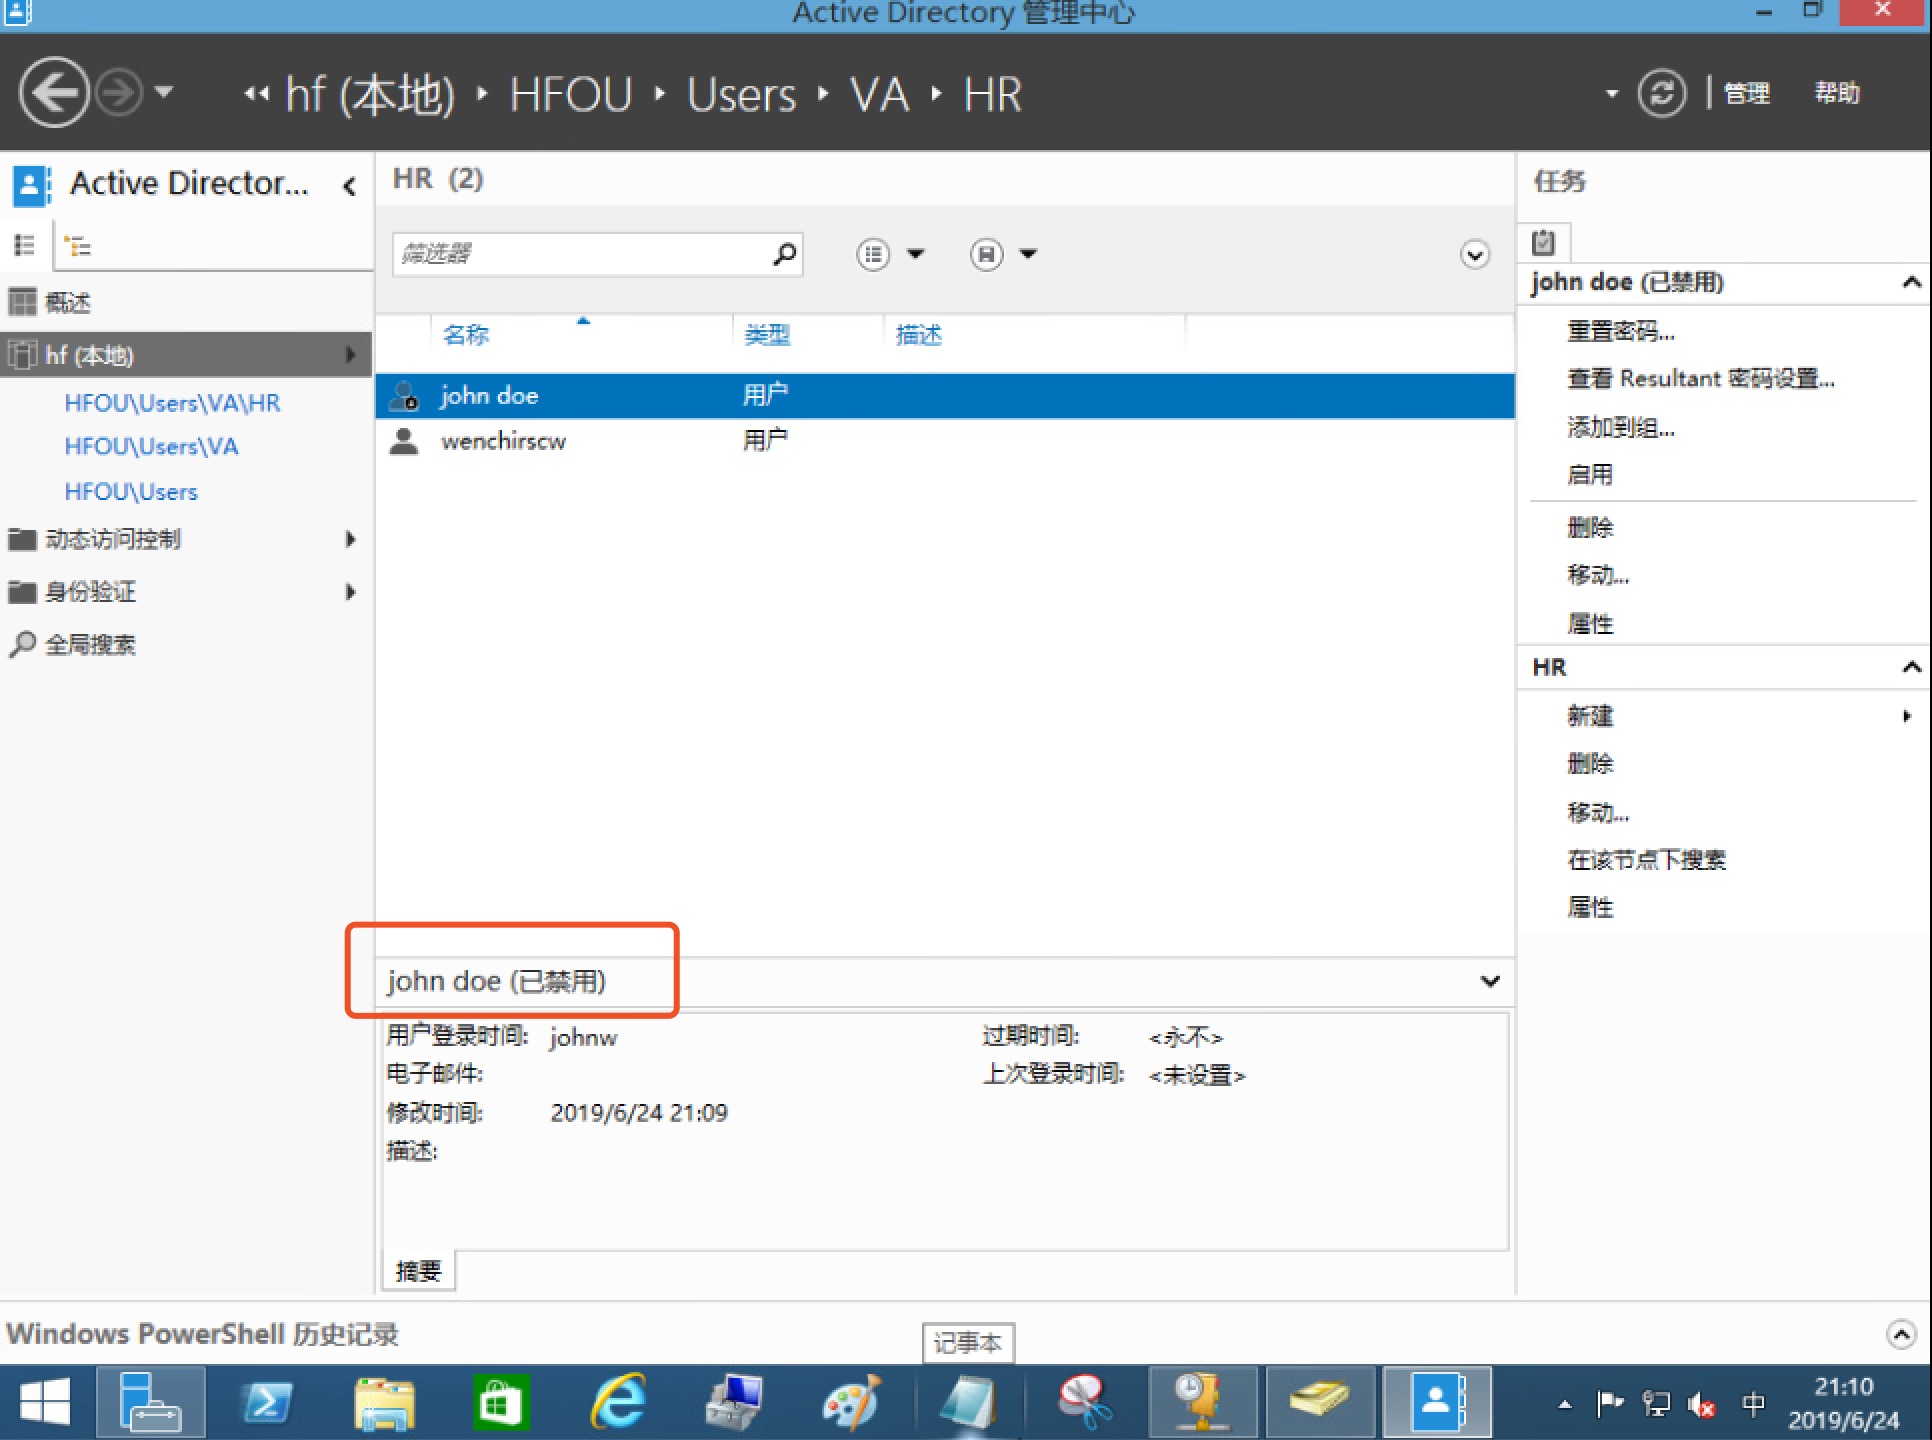 Active Directory 管理中心
hf (本地) HFOU Users VA HR
管理 帮助
Active Director...
概述
hf (本地)
HFOU\Users\VA\HR
HFOU\Users\VA
HFOU\Users
动态访问控制
身份验证
全局搜索
HR (2)
筛选器
名称 类型 描述
john doe 用户
wenchirscw 用户
john doe (已禁用)
用户登录时间: johnw 过期时间: <永不>
电子邮件: 上次登录时间: <未设置>
修改时间: 2019/6/24 21:09
描述:
摘要
任务
john doe (已禁用)
重置密码...
查看 Resultant 密码设置...
添加到组...
启用
删除
移动...
属性
HR
新建
删除
移动...
在该节点下搜索
属性
Windows PowerShell 历史记录
记事本
中
21:10
2019/6/24